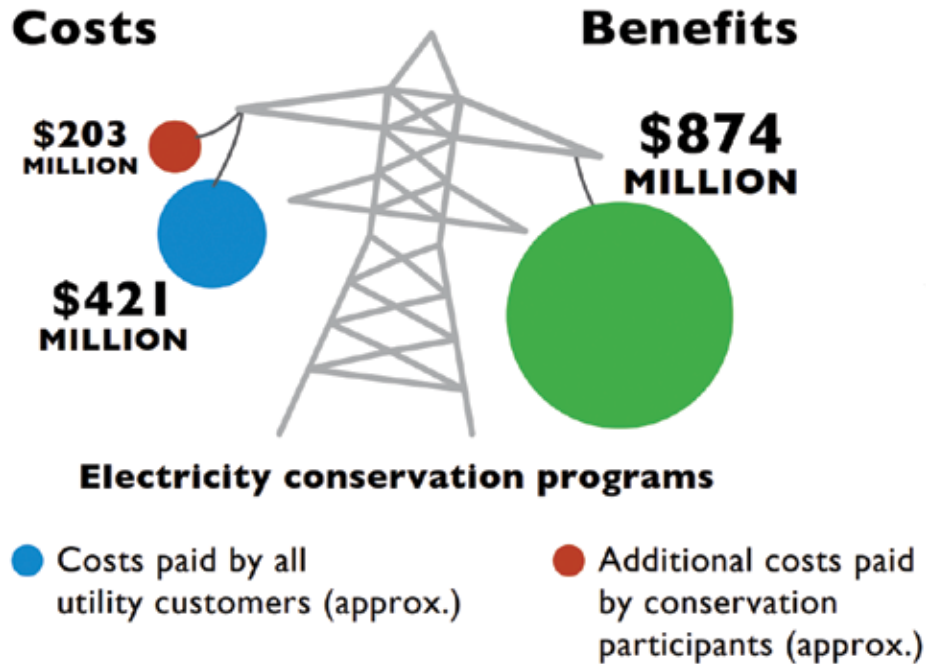 Costs
Benefits
$203
MILLION
$874
MILLION
$421
MILLION
Electricity conservation programs
Costs paid by all
utility customers (approx.)
Additional costs paid
by conservation
participants (approx.)